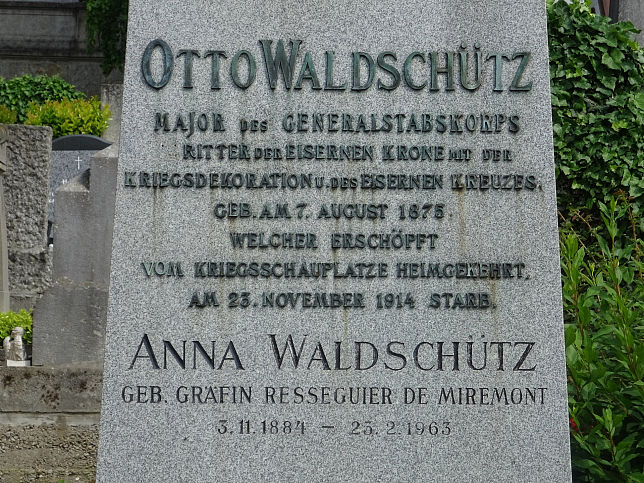 OTTO WALDSCHÜTZ
MAJOR DES GENERALSTABSKORPS
RITTER DER EISERNEN KRONE MIT DER
KRIEGSDEKORATION U. DES EISERNEN KREUZES.
GEB. AM 7. AUGUST 1875.
WELCHER ERSCHÖPFT
VOM KRIEGSSCHAUPLATZE HEIMGEKEHRT,
AM 23. NOVEMBER 1914 STARB.
ANNA WALDSCHÜTZ
GEB. GRÄFIN RESSEGUIER DE MIREMONT
3.11.1884 – 25.2.1963